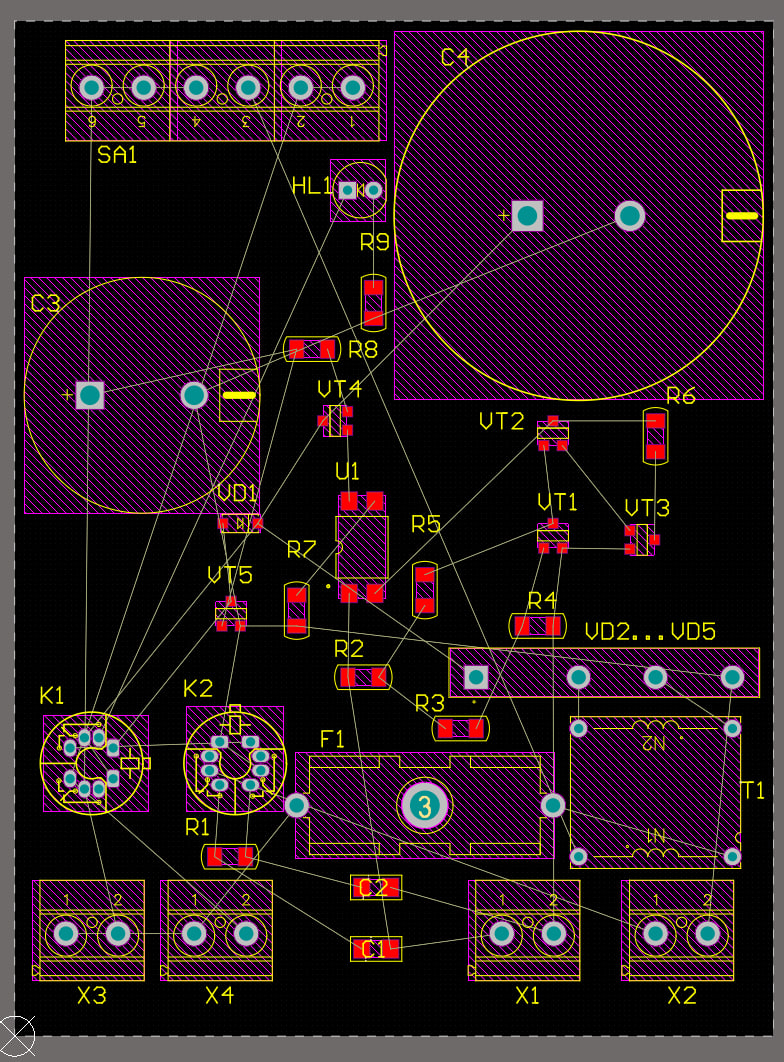 C4
6 5 4 3 2 1
SA1
HL1
+
R9
C3
R8
+
VT4
R6
VT2
U1
VD1
R5
VT1
VT3
R7
VT5
R4
VD2...VD5
R2
K1
K2
R3
F1
N2
T1
3
N1
R1
C2
1 2
1 2
1 2
1 2
C1
X3
X4
X1
X2